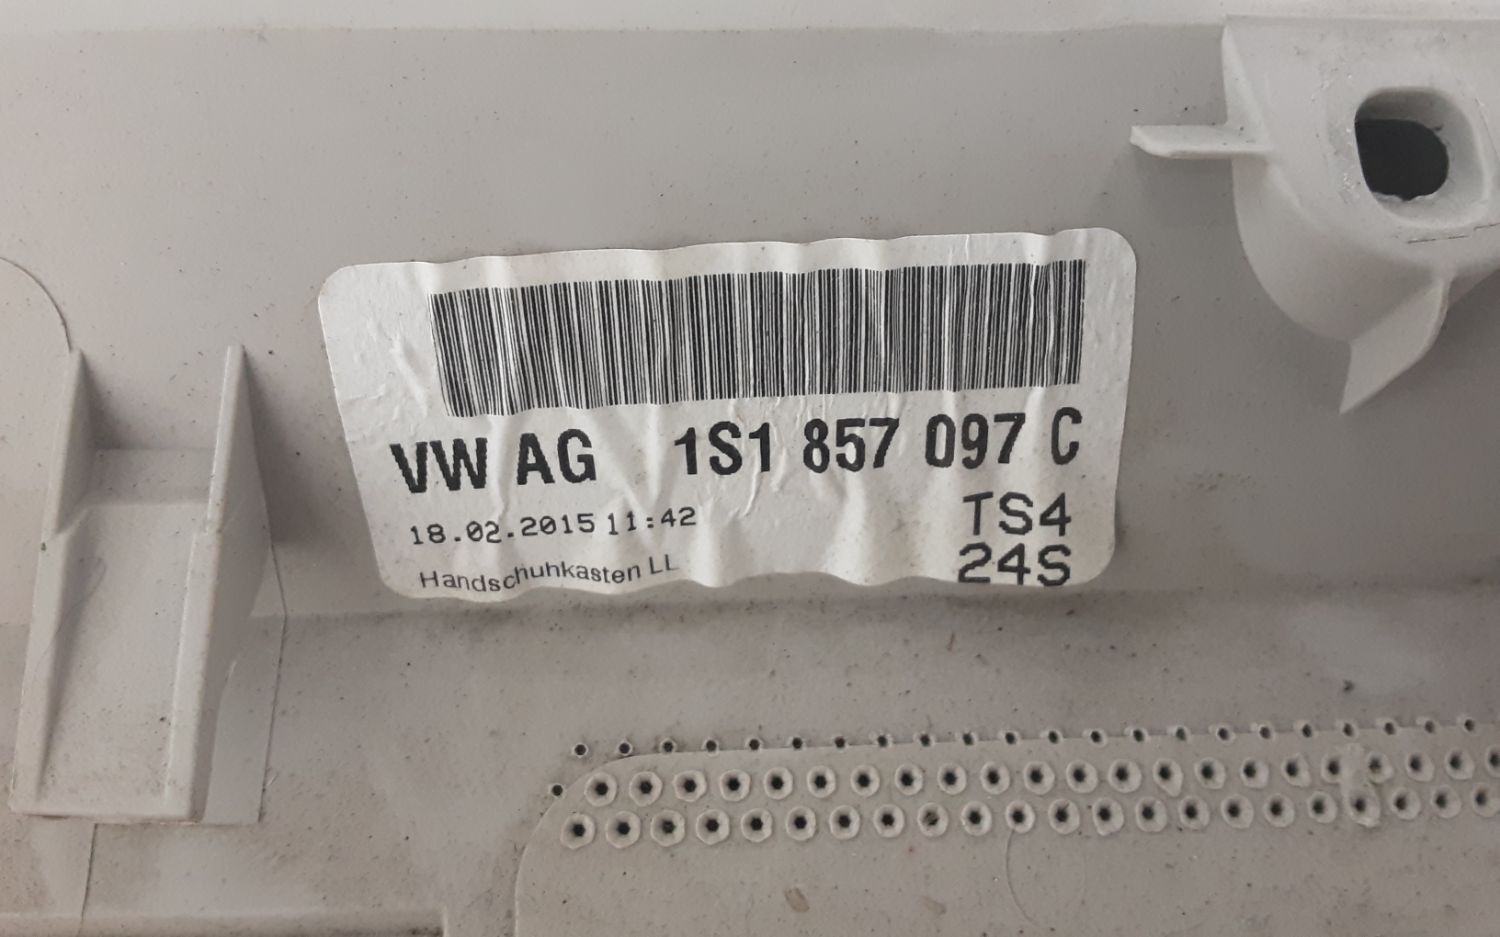 VW AG 1S1 857 097 C
18.02.2015 11:42 TS4
Handschuhkasten LL 24S